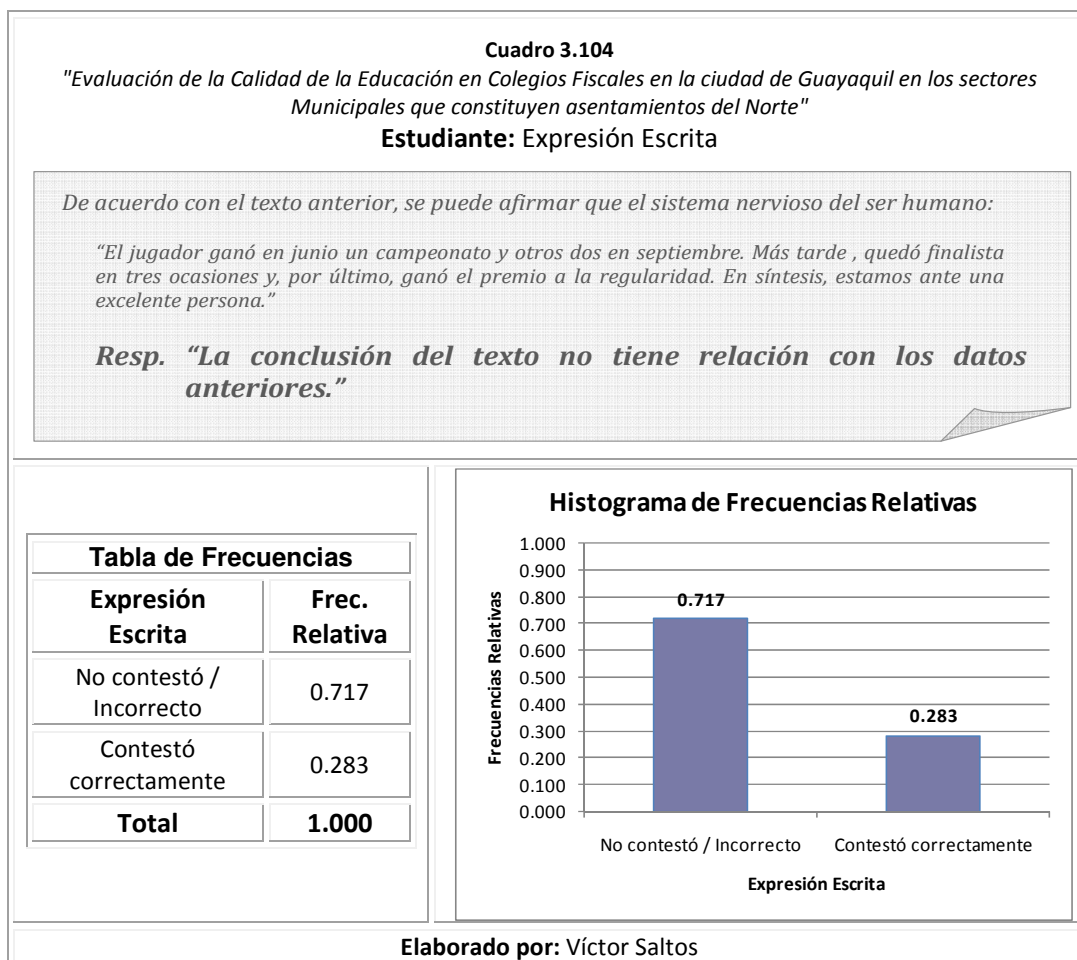 Cuadro 3.104
"Evaluación de la Calidad de la Educación en Colegios Fiscales en la ciudad de Guayaquil en los sectores
Municipales que constituyen asentamientos del Norte"
Estudiante: Expresión Escrita
De acuerdo con el texto anterior, se puede afirmar que el sistema nervioso del ser humano:
“El jugador ganó en junio un campeonato y otros dos en septiembre. Más tarde , quedó finalista
en tres ocasiones y, por último, ganó el premio a la regularidad. En síntesis, estamos ante una
excelente persona.”
Resp. “La conclusión del texto no tiene relación con los datos
anteriores.”
Tabla de Frecuencias
Expresión
Escrita
Frec.
Relativa
No contestó /
Incorrecto
0.717
Contestó
correctamente
0.283
Total
1.000
Histograma de Frecuencias Relativas
Frecuencias Relativas
1.000
0.900
0.800
0.700
0.600
0.500
0.400
0.300
0.200
0.100
0.000
0.717
0.283
No contestó / Incorrecto
Contestó correctamente
Expresión Escrita
Elaborado por: Víctor Saltos